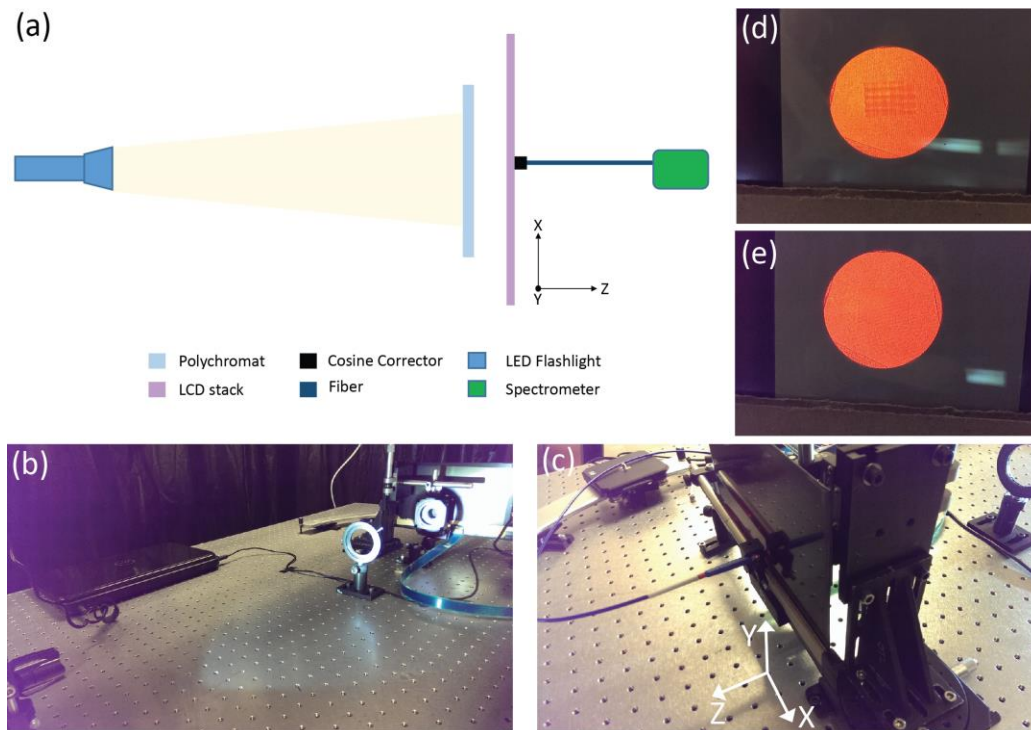 (a)
X
Y
Z
Polychromat
Cosine Corrector
LED Flashlight
LCD stack
Fiber
Spectrometer
(d)
(e)
(b)
(c)
Y
Z
X